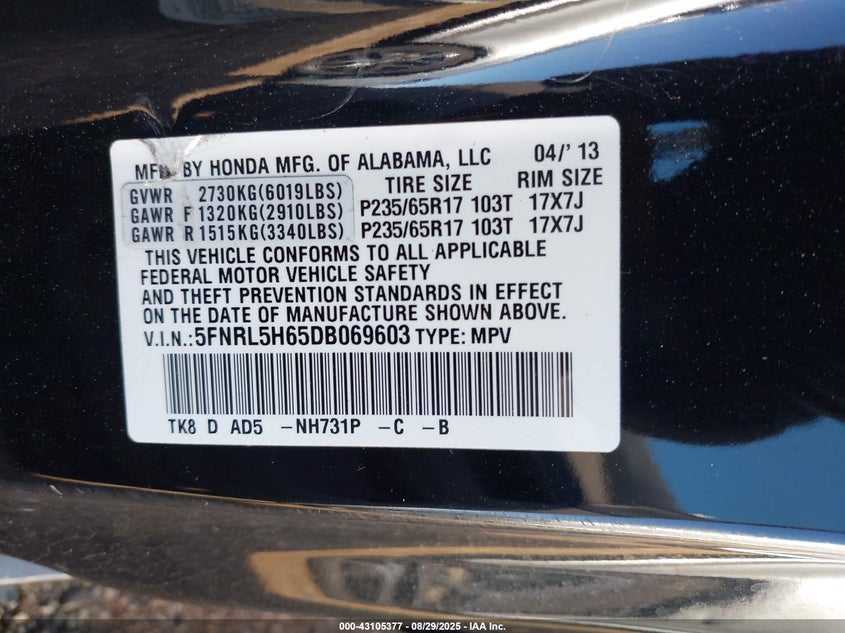 MFD BY HONDA MFG. OF ALABAMA, LLC 04/' 13
GVWR 2730KG(6019LBS) TIRE SIZE RIM SIZE
GAWR F 1320KG(2910LBS) P235/65R17 103T 17X7J
GAWR R 1515KG(3340LBS) P235/65R17 103T 17X7J
THIS VEHICLE CONFORMS TO ALL APPLICABLE
FEDERAL MOTOR VEHICLE SAFETY
AND THEFT PREVENTION STANDARDS IN EFFECT
ON THE DATE OF MANUFACTURE SHOWN ABOVE.
V.I.N.:5FNRL5H65DB069603 TYPE: MPV
TK8 D AD5 -NH731P -C -B
000-43105377 - 08/29/2025 - IAA Inc.